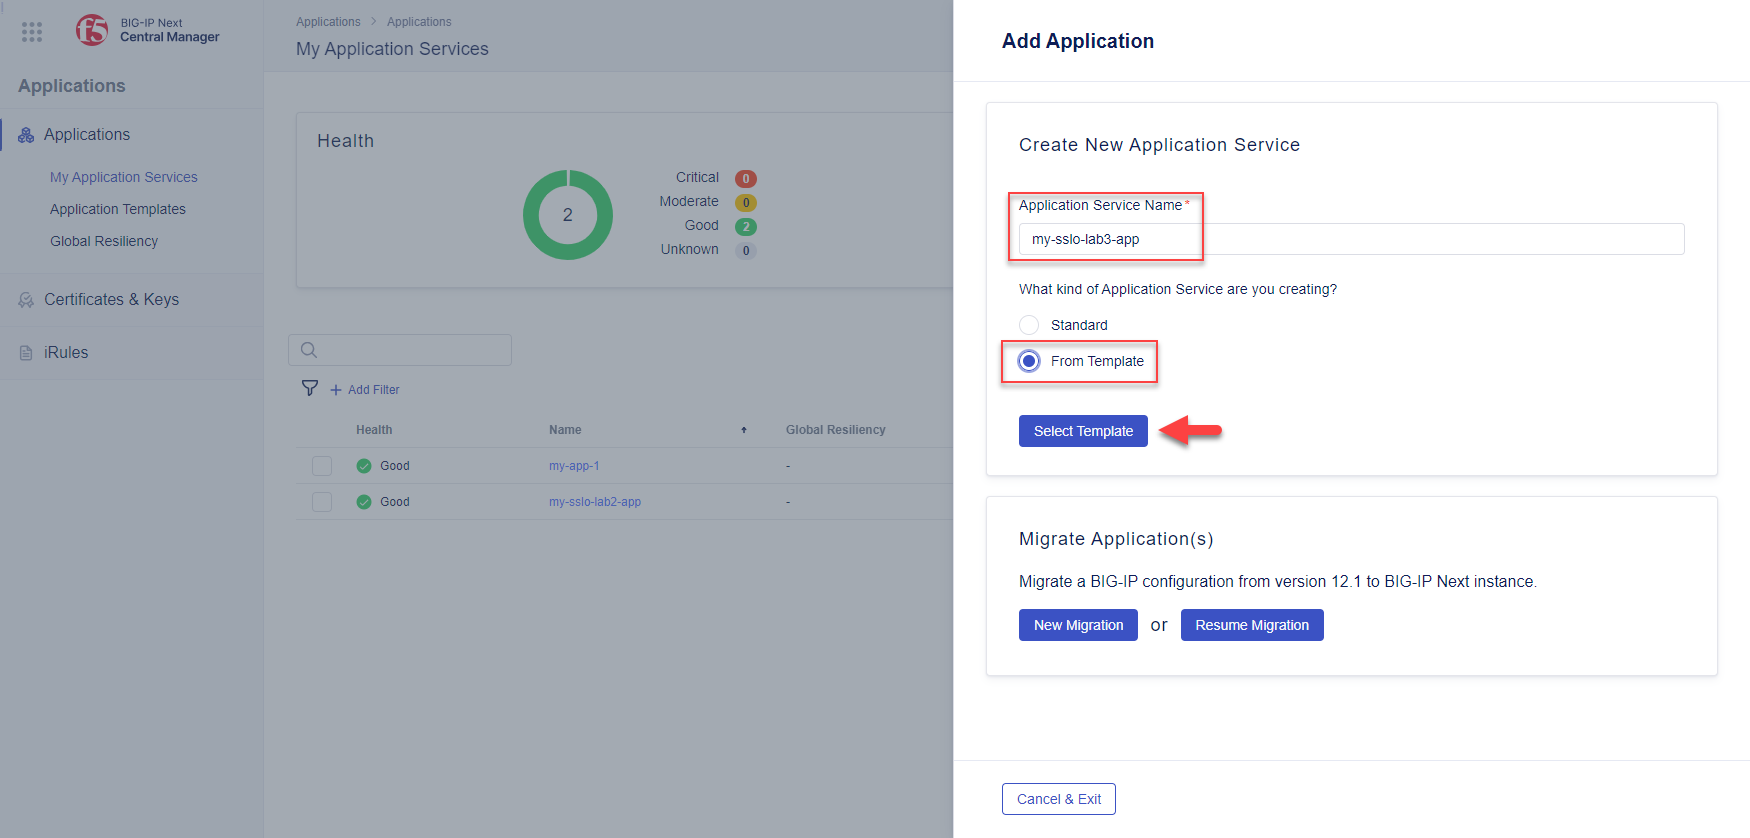 f5
BIG-IP Next
Central Manager
Applications
Applications
My Application Services
Application Templates
Global Resiliency
Certificates & Keys
iRules
Applications > Applications
My Application Services
Health
2
Critical 0
Moderate 0
Good 2
Unknown 0
+ Add Filter
Health Name Global Resiliency
Good my-app-1 -
Good my-sslo-lab2-app -
Add Application
Create New Application Service
Application Service Name*
my-sslo-lab3-app
What kind of Application Service are you creating?
Standard
From Template
Select Template
Migrate Application(s)
Migrate a BIG-IP configuration from version 12.1 to BIG-IP Next instance.
New Migration or Resume Migration
Cancel & Exit